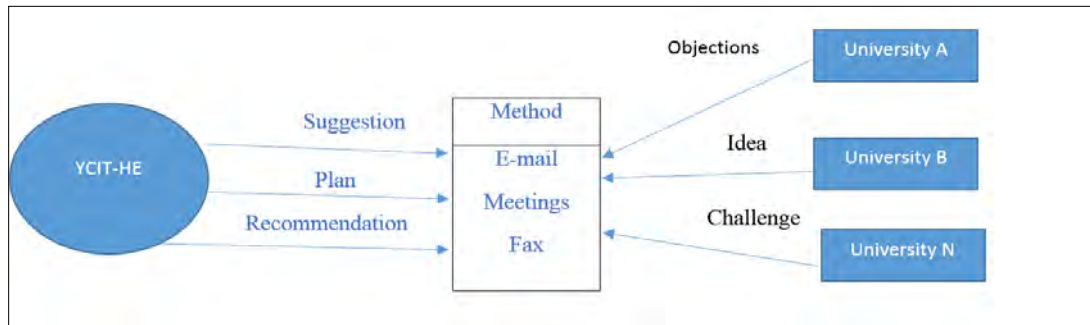 YCIT-HE
Suggestion
Plan
Recommendation
Method
E-mail
Meetings
Fax
Objections
Idea
Challenge
University A
University B
University N